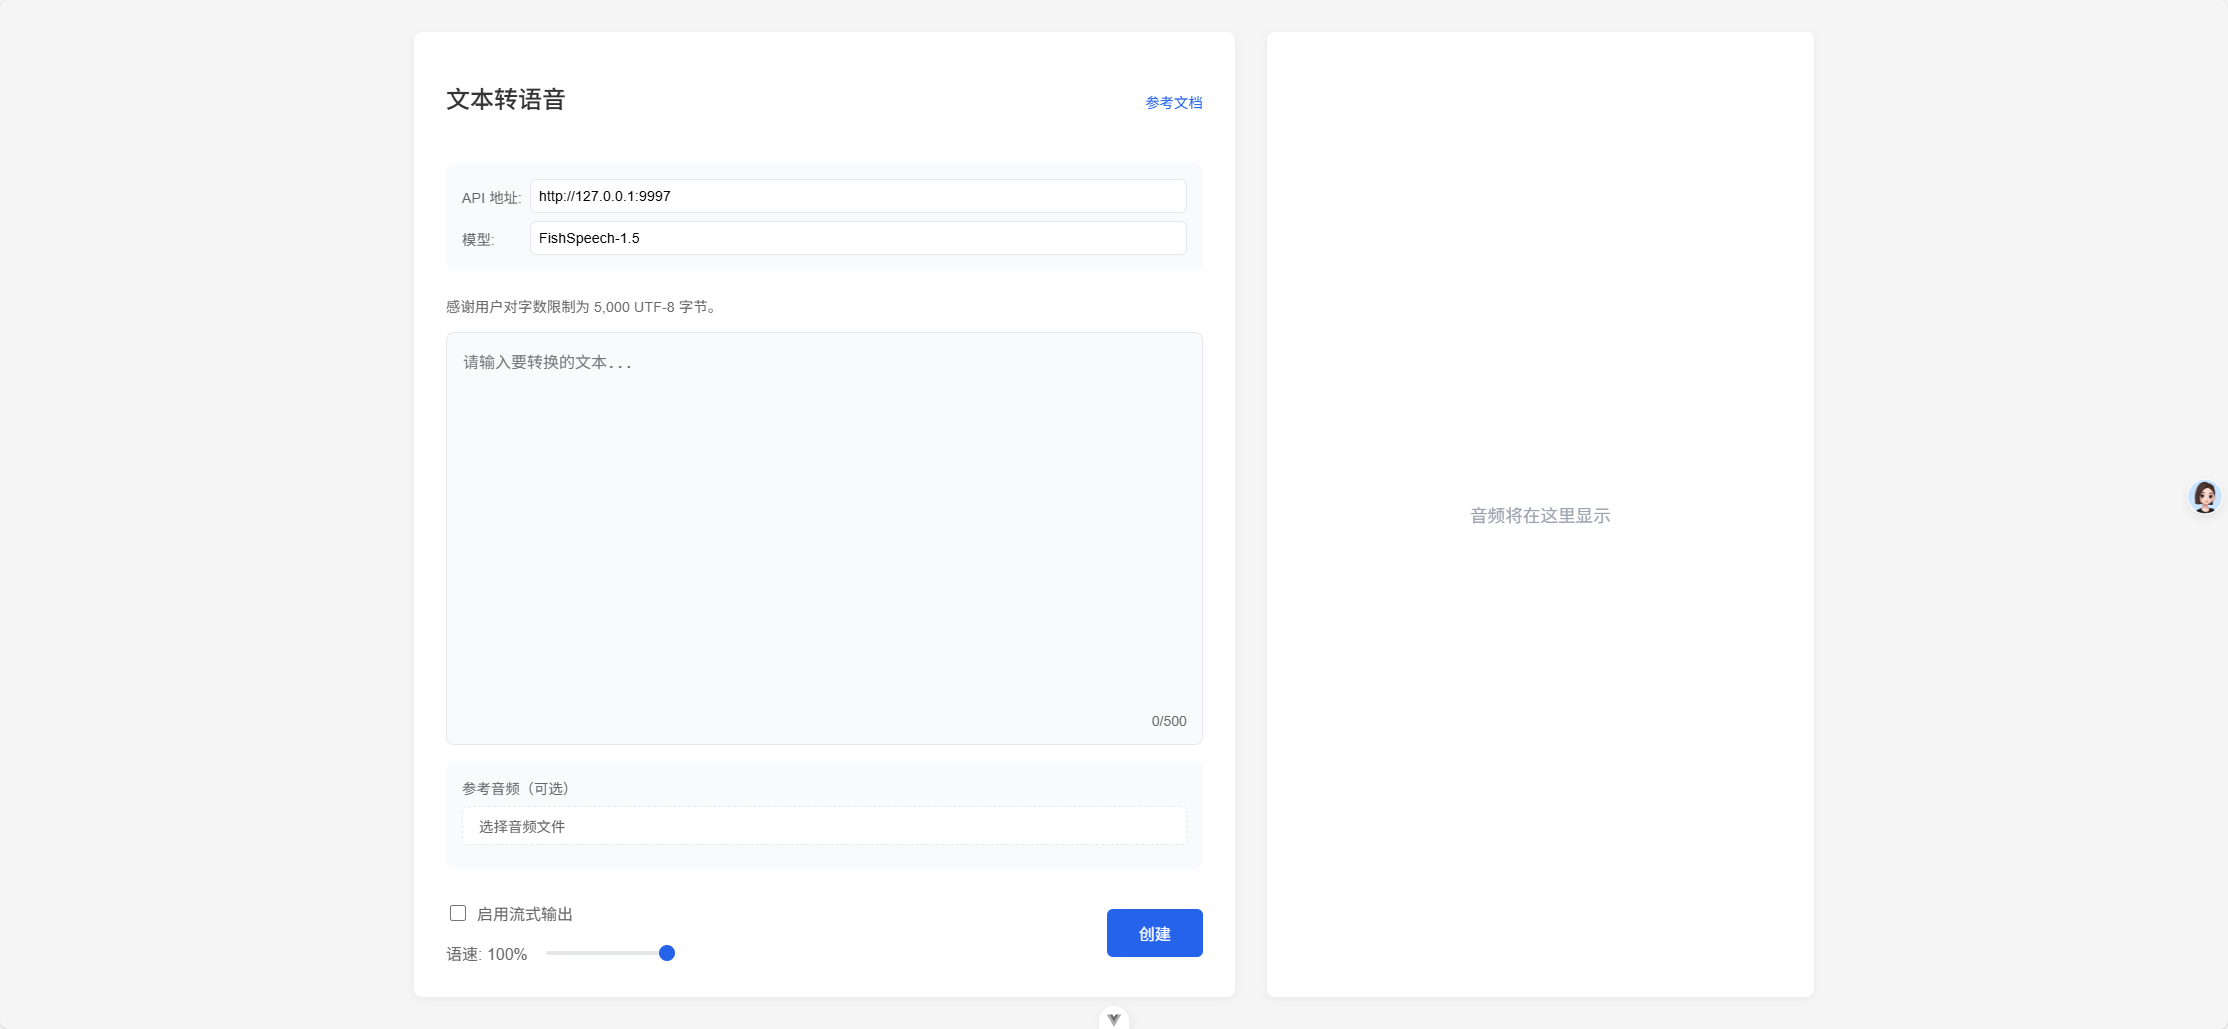 文本转语音
参考文档
API 地址:
http://127.0.0.1:9997
模型:
FishSpeech-1.5
感谢用户对字数限制为 5,000 UTF-8 字节。
请输入要转换的文本...
0/500
参考音频（可选）
选择音频文件
启用流式输出
语速: 100%
创建
音频将在这里显示